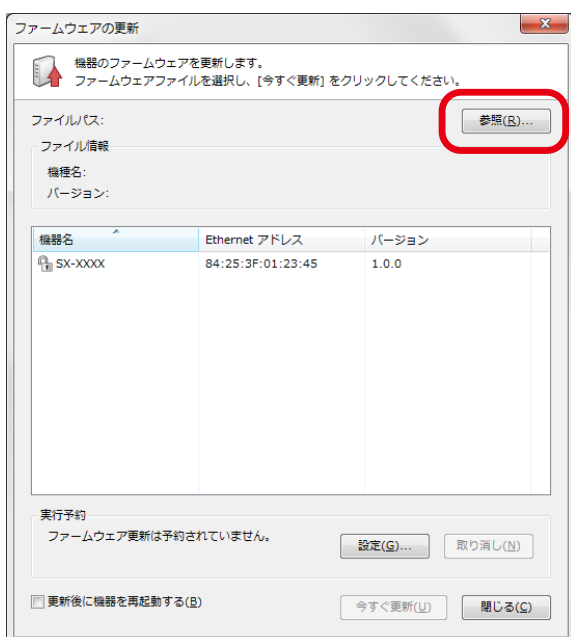 ファームウェアの更新
機器のファームウェアを更新します。
ファームウェアファイルを選択し、[今すぐ更新] をクリックしてください。
ファイルパス:
参照(R)...
ファイル情報
機種名:
バージョン:
機器名 Ethernet アドレス バージョン
SX-XXXX 84:25:3F:01:23:45 1.0.0
実行予約
ファームウェア更新は予約されていません。
設定(G)... 取り消し(N)
更新後に機器を再起動する(B)
今すぐ更新(U) 閉じる(C)